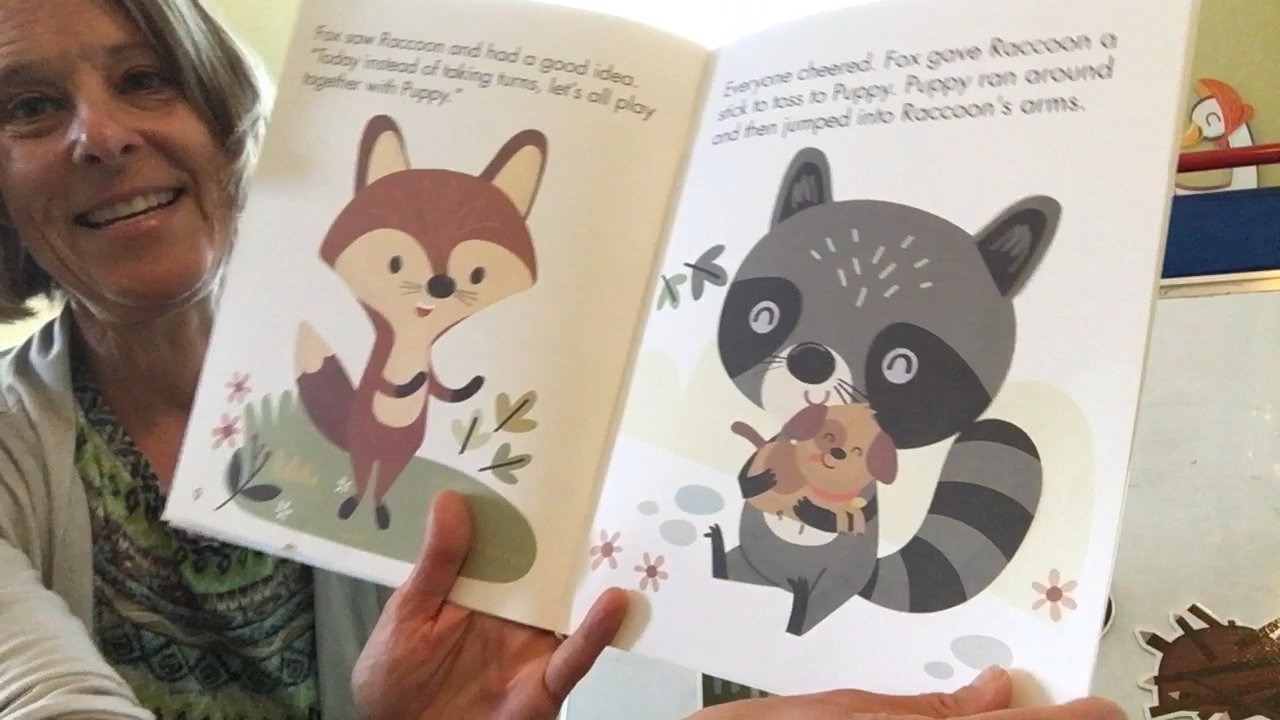 Fox saw Raccoon and had a good idea.
"Today instead of taking turns, let's all play
together with Puppy."
Everyone cheered. Fox gave Raccoon a
stick to toss to Puppy. Puppy ran around
and then jumped into Raccoon's arms.